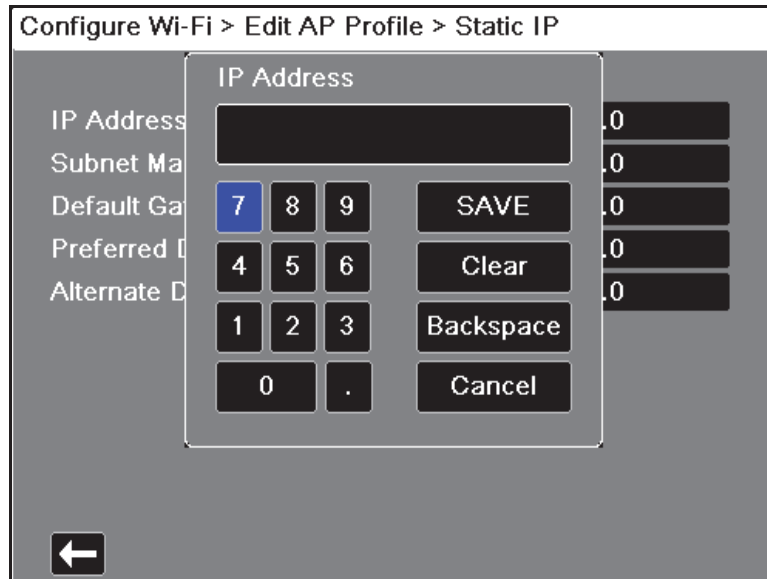 Configure Wi-Fi > Edit AP Profile > Static IP
IP Address
IP Address .0
Subnet Ma .0
Default Ga .0
Preferred .0
Alternate D .0
7 8 9 SAVE
4 5 6 Clear
1 2 3 Backspace
0 . Cancel